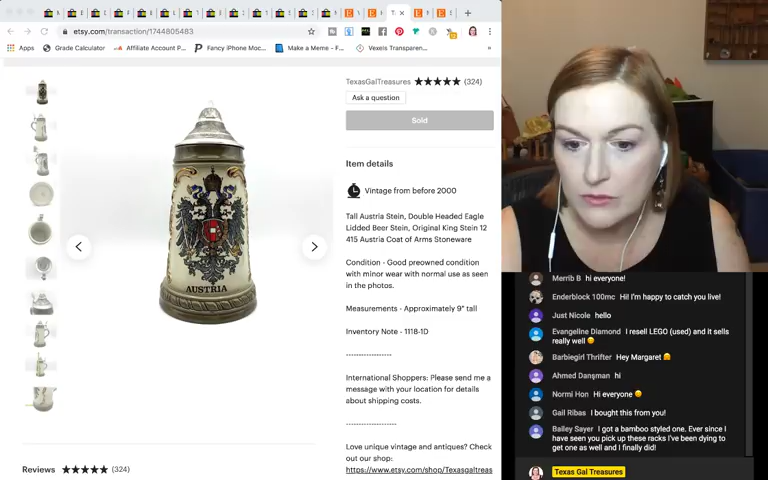 etsy.com/transaction/1744805483
Apps
Grade Calculator
Affiliate Account P...
Fancy iPhone Moc...
Make a Meme - F...
Vexels Transparen...
TexasGalTreasures ★★★★★ (324)
Ask a question
Sold
Item details
Vintage from before 2000
Tall Austria Stein, Double Headed Eagle
Lidded Beer Stein, Original King Stein 12
415 Austria Coat of Arms Stoneware
Condition - Good preowned condition
with minor wear with normal use as seen
in the photos.
Measurements - Approximately 9" tall
Inventory Note - 1118-1D
------------------
International Shoppers: Please send me a
message with your location for details
about shipping costs.
-------------------
Love unique vintage and antiques? Check
out our shop:
https://www.etsy.com/shop/Texasgaltreas
AUSTRIA
Reviews ★★★★★ (324)
Merrib B hi everyone!
Enderblock 100mc Hi! I'm happy to catch you live!
Just Nicole hello
Evangeline Diamond I resell LEGO (used) and it sells
really well
Barbiegirl Thrifter Hey Margaret
Ahmed Danışman hi
Normi Hon Hi everyone
Gail Ribas I bought this from you!
Bailey Sayer I got a bamboo styled one. Ever since I
have seen you pick up these racks I've been dying to
get one as well and I finally did!
Texas Gal Treasures